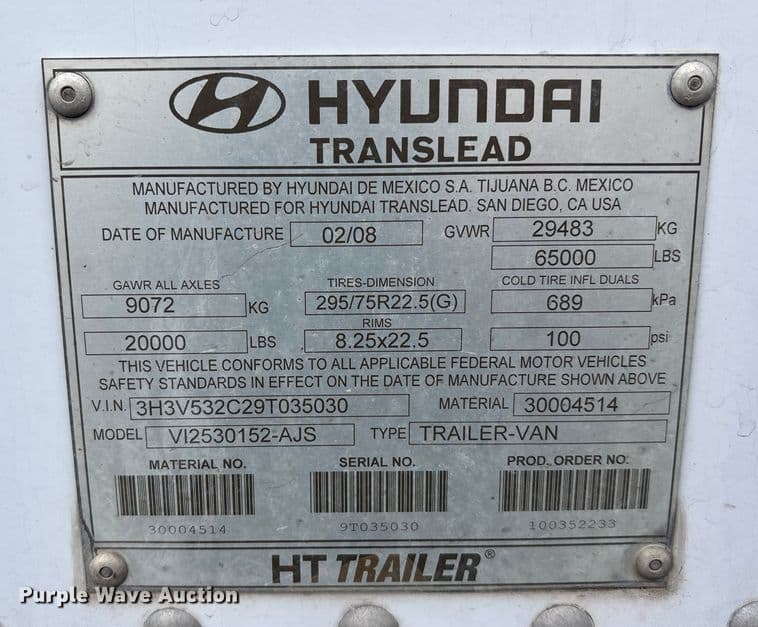 HYUNDAI
TRANSLEAD
MANUFACTURED BY HYUNDAI DE MEXICO S.A. TIJUANA B.C. MEXICO
MANUFACTURED FOR HYUNDAI TRANSLEAD. SAN DIEGO, CA USA
DATE OF MANUFACTURE 02/08 GVWR 29483 KG
65000 LBS
GAWR ALL AXLES TIRES-DIMENSION COLD TIRE INFL DUALS
9072 KG 295/75R22.5(G) 689 kPa
RIMS
20000 LBS 8.25x22.5 100 psi
THIS VEHICLE CONFORMS TO ALL APPLICABLE FEDERAL MOTOR VEHICLES
SAFETY STANDARDS IN EFFECT ON THE DATE OF MANUFACTURE SHOWN ABOVE
V.I.N. 3H3V532C29T035030 MATERIAL 30004514
MODEL VI2530152-AJS TYPE TRAILER-VAN
MATERIAL NO. SERIAL NO. PROD. ORDER NO.
30004514 9T035030 100352233
HT TRAILER®
Purple Wave Auction